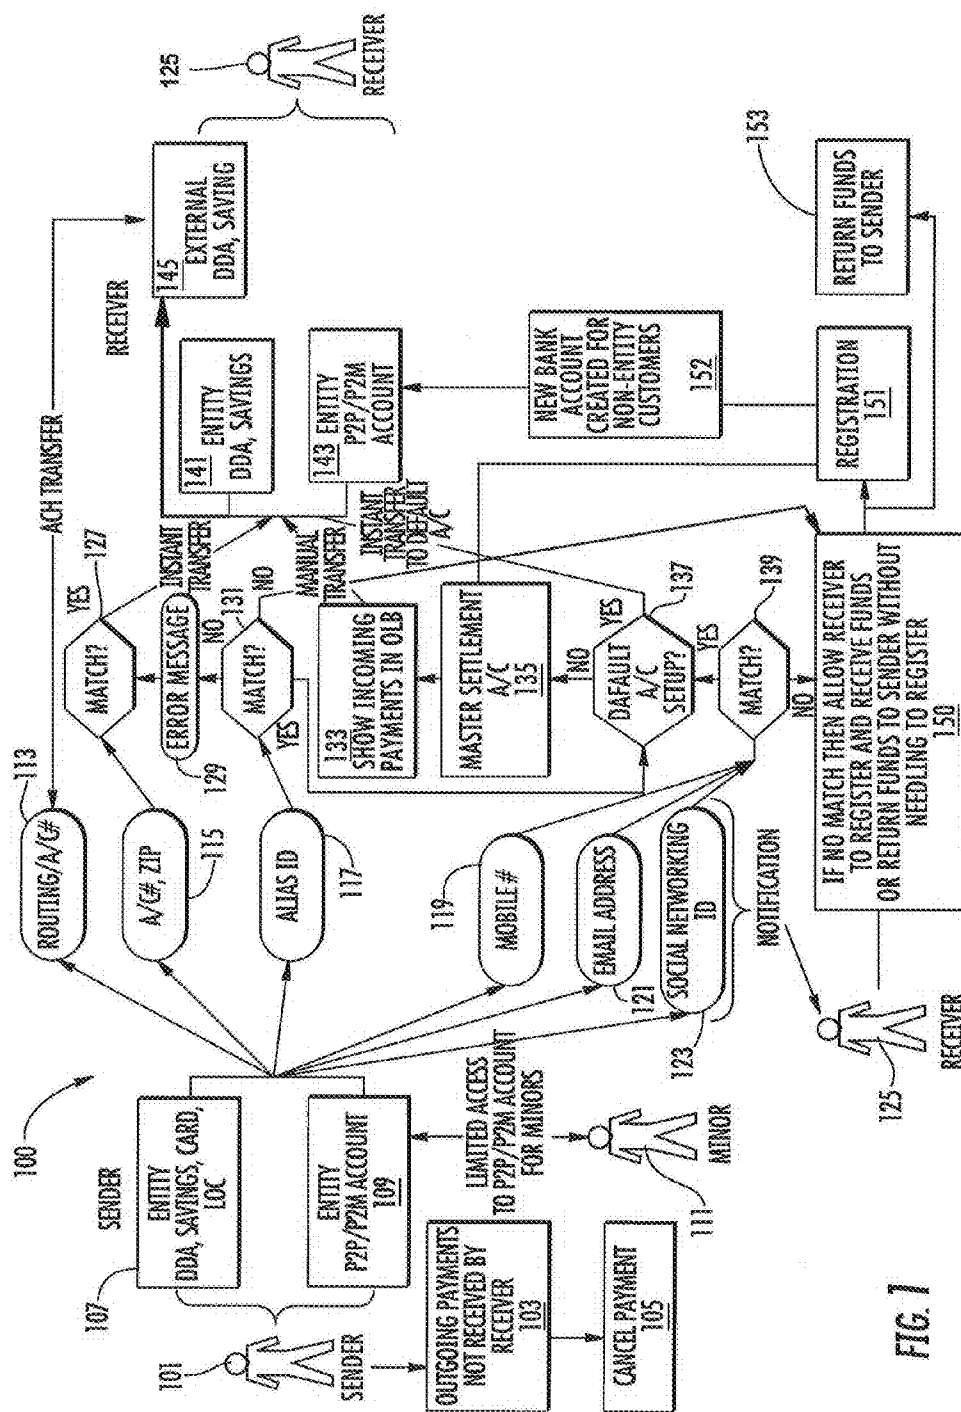 100
SENDER
107
ENTITY
DDA, SAVINGS, CARD,
LOC
ENTITY
P2P/P2M ACCOUNT
109
101
SENDER
OUTGOING PAYMENTS
NOT RECEIVED BY
RECEIVER
103
CANCEL PAYMENT
105
LIMITED ACCESS
TO P2P/P2M ACCOUNT
FOR MINORS
111
MINOR
113
ROUTING/A/C#
A/C#, ZIP
115
ALIAS ID
117
119
MOBILE #
EMAIL ADDRESS
121
SOCIAL NETWORKING
ID
123
NOTIFICATION
125
RECEIVER
ACH TRANSFER
MATCH?
YES
127
ERROR MESSAGE
129
INSTANT
TRANSFER
NO
MATCH?
131
NO
YES
MANUAL
TRANSFER
133
SHOW INCOMING
PAYMENTS IN OLB
MASTER SETTLEMENT
A/C
135
NO
INSTANT
TRANSFER
TO DEFAULT
A/C
DAFAULT
A/C
SETUP?
YES
137
YES
MATCH?
139
NO
IF NO MATCH THEN ALLOW RECEIVER
TO REGISTER AND RECEIVE FUNDS
OR RETURN FUNDS TO SENDER WITHOUT
NEEDING TO REGISTER
150
RECEIVER
145
EXTERNAL
DDA, SAVING
141
ENTITY
DDA, SAVINGS
143
ENTITY
P2P/P2M
ACCOUNT
NEW BANK
ACCOUNT
CREATED FOR
NON-ENTITY
CUSTOMERS
152
REGISTRATION
151
RETURN FUNDS
TO SENDER
153
125
RECEIVER
FIG. 1